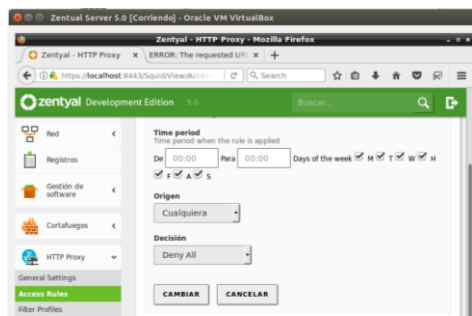 Zentual Server 5.0 [Corriendo] - Oracle VM VirtualBox
Zentyal - HTTP Proxy - Mozilla Firefox
Zentyal - HTTP Proxy × ERROR: The requested URL × +
https://localhost:8443/Squid/View/Acces Search
zentyal Development Edition 5.0 Buscar...
Red
Registros
Gestión de software
Cortafuegos
HTTP Proxy
General Settings
Access Rules
Filter Profiles
Time period
Time period when the rule is applied
De 00:00 Para 00:00 Days of the week M T W H
F A S
Origen
Cualquiera
Decisión
Deny All
CAMBIAR CANCELAR